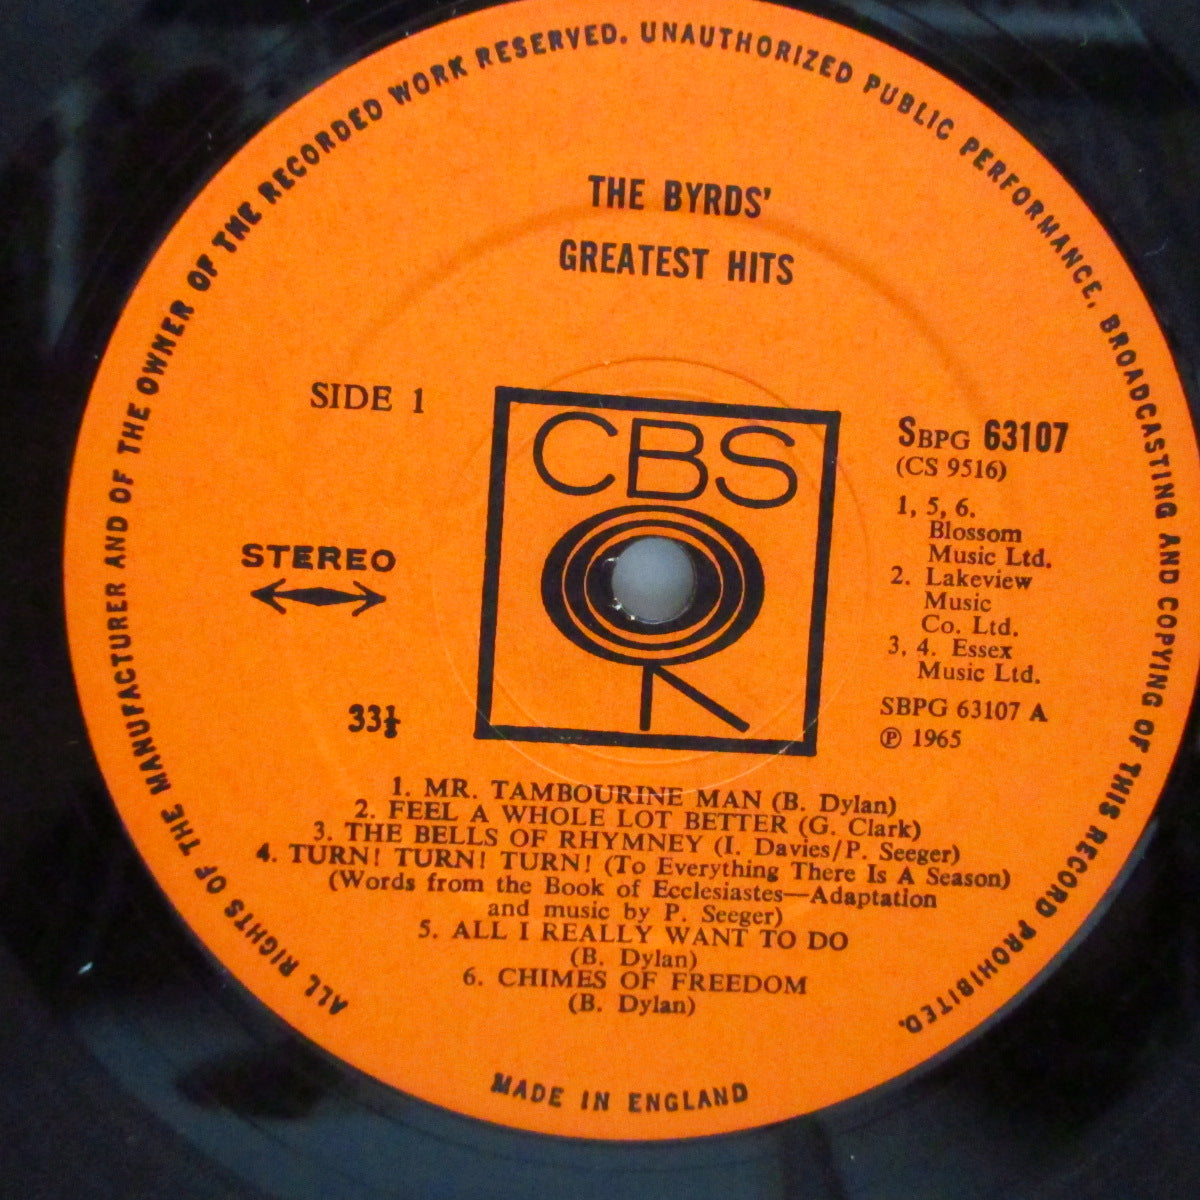 ALL RIGHTS OF THE MANUFACTURER AND OF THE OWNER OF THE RECORDED WORK RESERVED. UNAUTHORIZED PUBLIC PERFORMANCE, BROADCASTING AND COPYING OF THIS RECORD PROHIBITED.
THE BYRDS'
GREATEST HITS
SIDE 1
STEREO
33⅓
CBS
SBPG 63107
(CS 9516)
1, 5, 6.
Blossom
Music Ltd.
2. Lakeview
Music
Co. Ltd.
3, 4. Essex
Music Ltd.
SBPG 63107 A
℗ 1965
1. MR. TAMBOURINE MAN (B. Dylan)
2. FEEL A WHOLE LOT BETTER (G. Clark)
3. THE BELLS OF RHYMNEY (I. Davies/P. Seeger)
4. TURN! TURN! TURN! (To Everything There Is A Season)
(Words from the Book of Ecclesiastes—Adaptation
and music by P. Seeger)
5. ALL I REALLY WANT TO DO
(B. Dylan)
6. CHIMES OF FREEDOM
(B. Dylan)
MADE IN ENGLAND